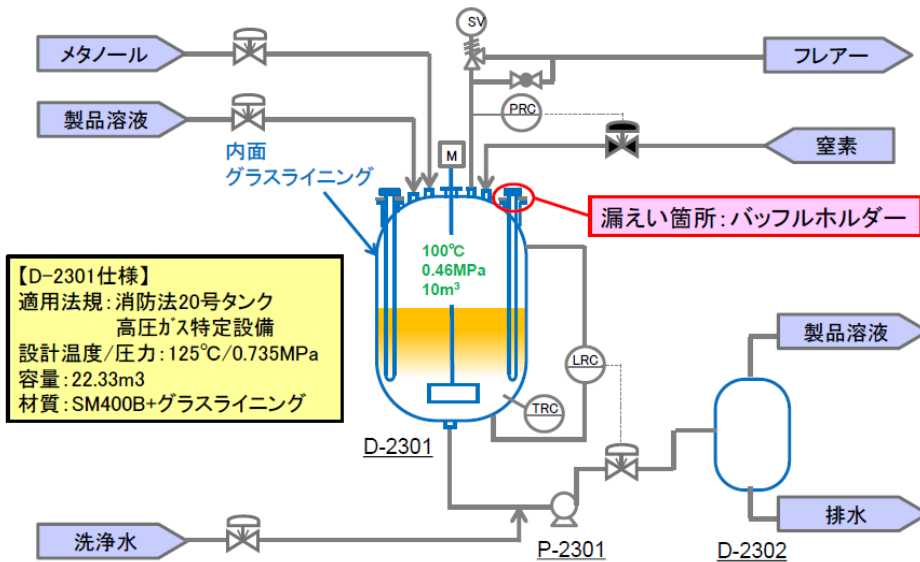 SV
メタノール
フレアー
PRC
製品溶液
窒素
内面
グラスライニング
M
漏えい箇所：バッフルホルダー
100℃
0.46MPa
10m³
【D-2301仕様】
適用法規：消防法20号タンク
高圧ｶﾞｽ特定設備
設計温度/圧力：125℃/0.735MPa
容量：22.33m3
材質：SM400B+グラスライニング
製品溶液
LRC
TRC
D-2301
洗浄水
P-2301
D-2302
排水